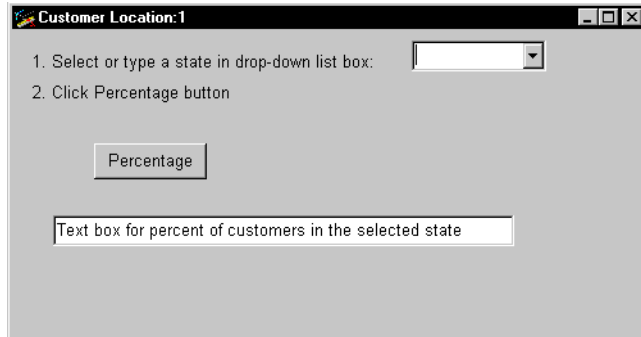 Customer Location:1
1. Select or type a state in drop-down list box:
2. Click Percentage button
Percentage
Text box for percent of customers in the selected state